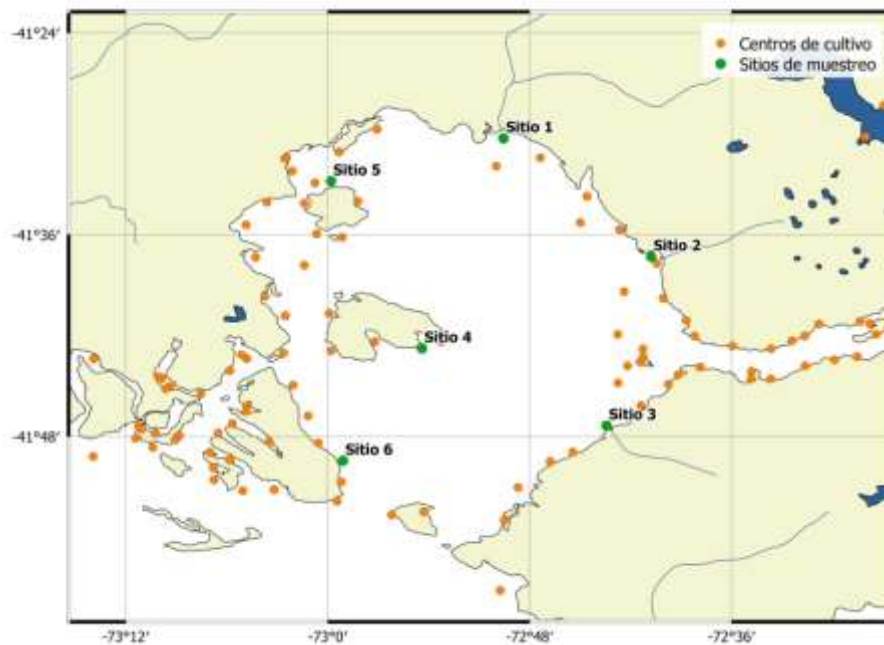 -41°24'
Centros de cultivo
Sitios de muestreo
Sitio 1
Sitio 5
-41°36'
Sitio 2
Sitio 4
Sitio 3
-41°48'
Sitio 6
-73°12' -73°0' -72°48' -72°36'